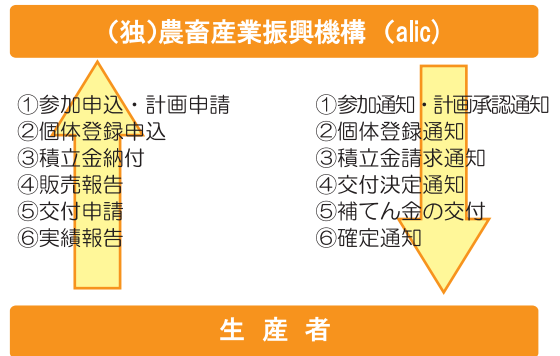 （独）農畜産業振興機構 （alic）
①参加申込・計画申請
②個体登録申込
③積立金納付
④販売報告
⑤交付申請
⑥実績報告
①参加通知・計画承認通知
②個体登録通知
③積立金請求通知
④交付決定通知
⑤補てん金の交付
⑥確定通知
生 産 者